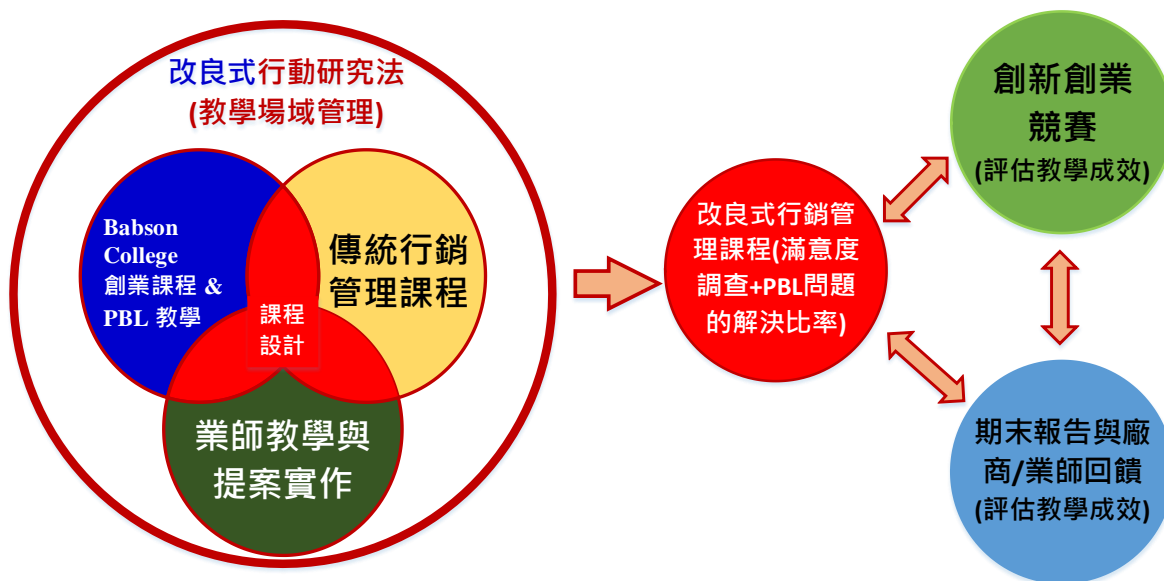 改良式行動研究法
(教學場域管理)
Babson
College
創業課程 &
PBL 教學
傳統行銷
管理課程
課程
設計
業師教學與
提案實作
改良式行銷管
理課程(滿意度
調查+PBL問題
的解決比率)
創新創業
競賽
(評估教學成效)
期末報告與廠
商/業師回饋
(評估教學成效)